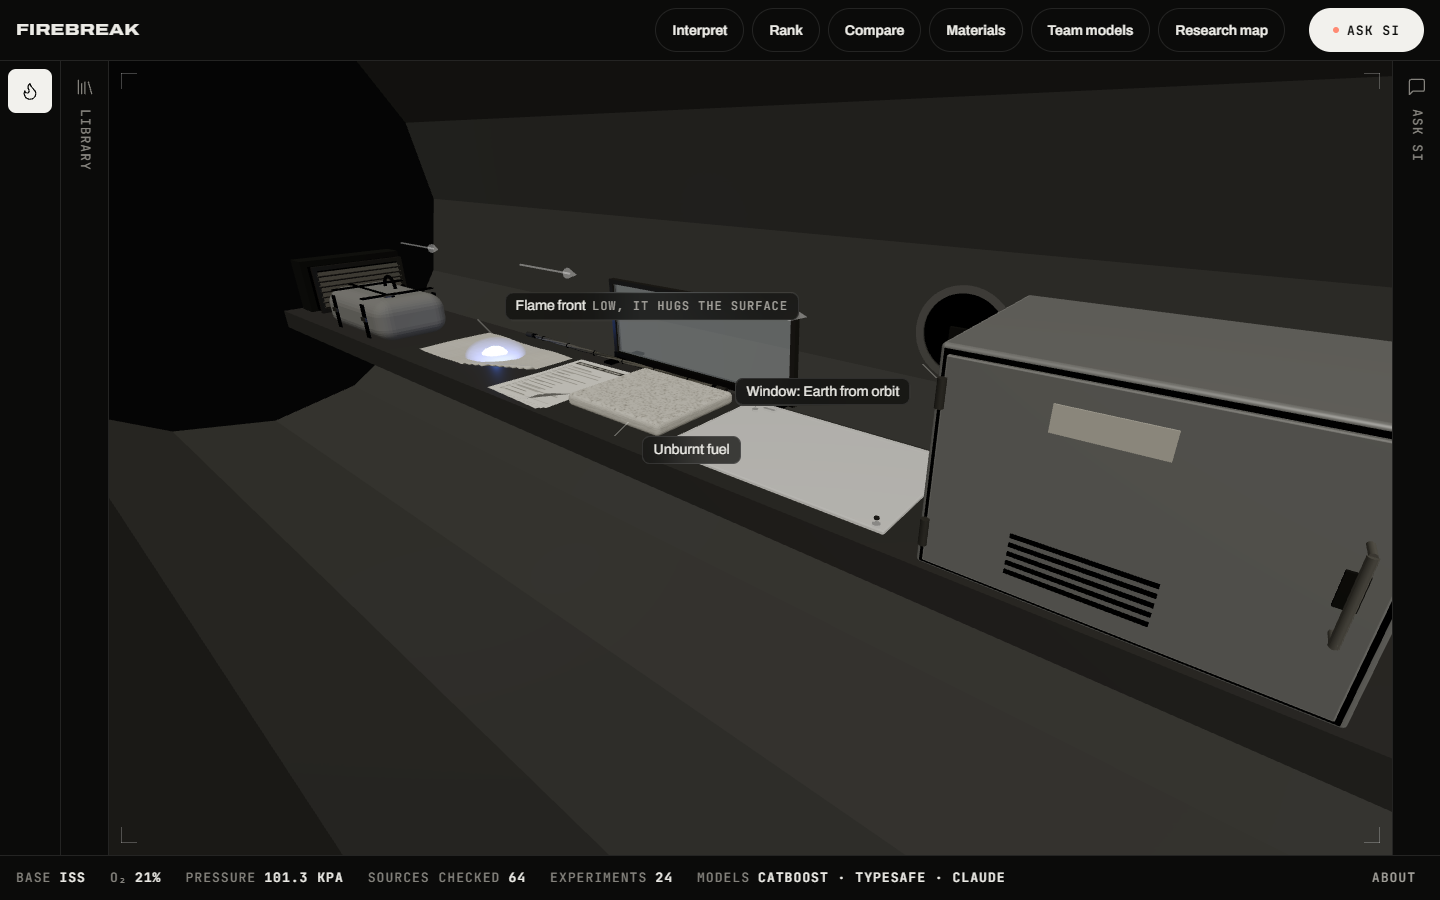 FIREBREAK
Interpret
Rank
Compare
Materials
Team models
Research map
ASK SI
LIBRARY
ASK SI
Flame front LOW, IT HUGS THE SURFACE
Window: Earth from orbit
Unburnt fuel
BASE ISS O₂ 21% PRESSURE 101.3 KPA SOURCES CHECKED 64 EXPERIMENTS 24 MODELS CATBOOST · TYPESAFE · CLAUDE ABOUT